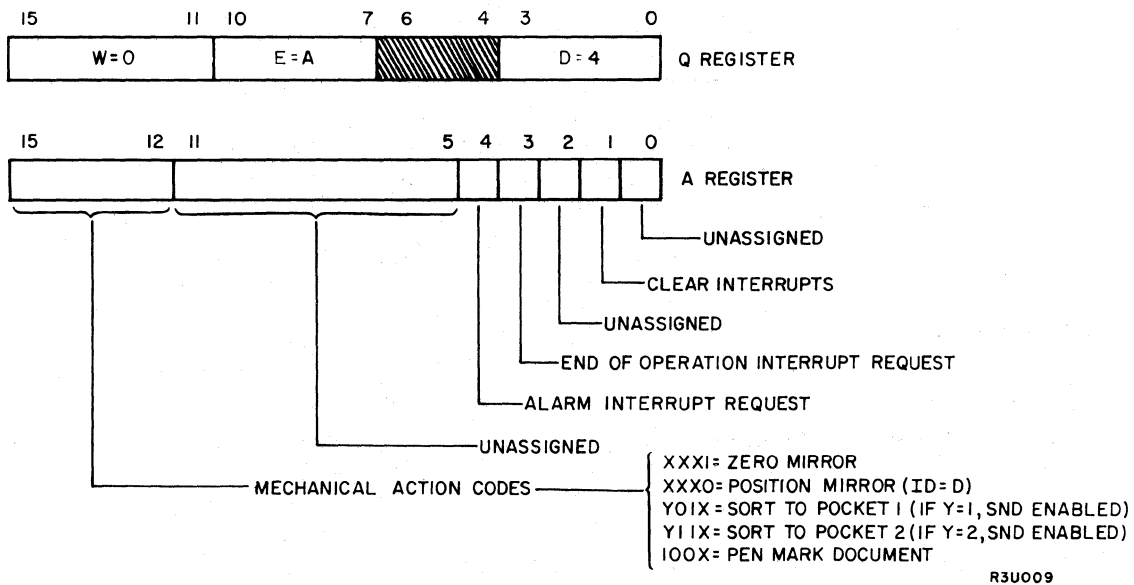 15 11 10 7 6 4 3 0
W=0 E=A D=4 Q REGISTER
15 12 11 5 4 3 2 1 0
A REGISTER
UNASSIGNED
CLEAR INTERRUPTS
UNASSIGNED
END OF OPERATION INTERRUPT REQUEST
ALARM INTERRUPT REQUEST
UNASSIGNED
MECHANICAL ACTION CODES
XXX1= ZERO MIRROR
XXX0= POSITION MIRROR (ID=D)
Y01X= SORT TO POCKET 1 (IF Y=1, SND ENABLED)
Y11X= SORT TO POCKET 2 (IF Y=2, SND ENABLED)
100X= PEN MARK DOCUMENT
R3U009